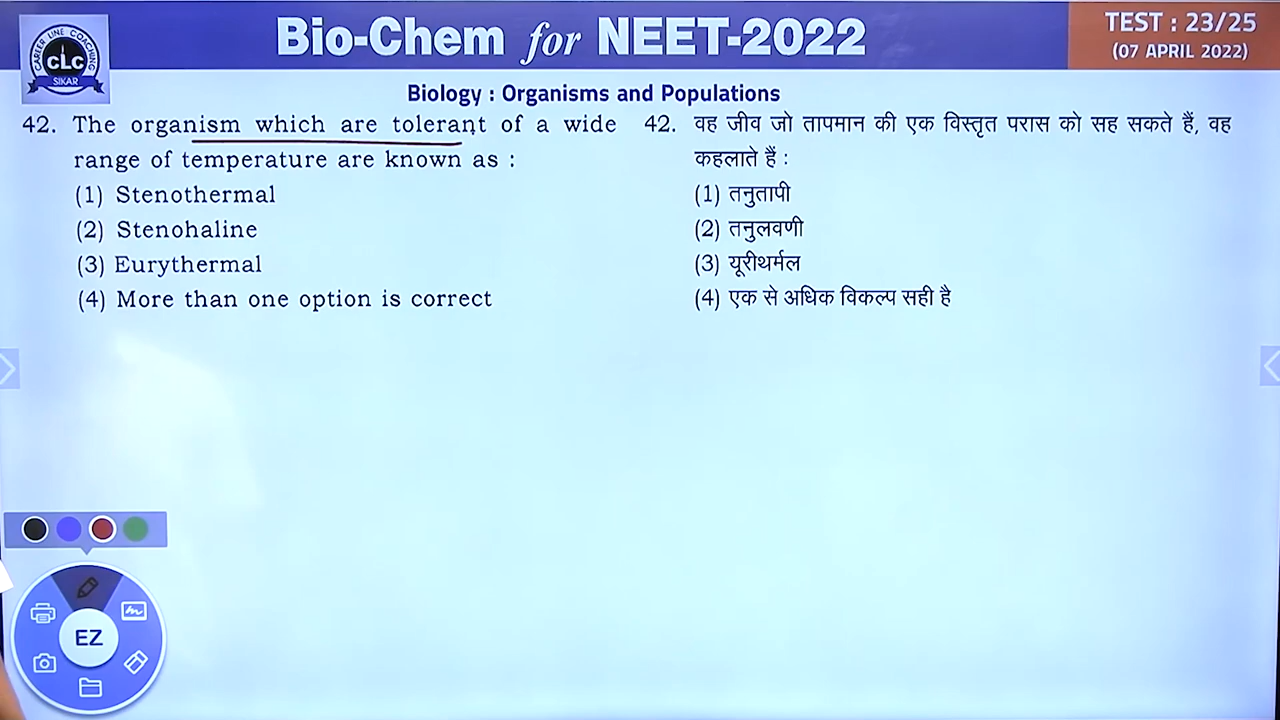 CAREER LINE COACHING
CLC
SIKAR
Bio-Chem for NEET-2022
TEST : 23/25
(07 APRIL 2022)
Biology : Organisms and Populations
42. The organism which are tolerant of a wide
range of temperature are known as :
(1) Stenothermal
(2) Stenohaline
(3) Eurythermal
(4) More than one option is correct
42. वह जीव जो तापमान की एक विस्तृत परास को सह सकते हैं, वह
कहलाते हैं :
(1) तनुतापी
(2) तनुलवणी
(3) यूरीथर्मल
(4) एक से अधिक विकल्प सही है
EZ